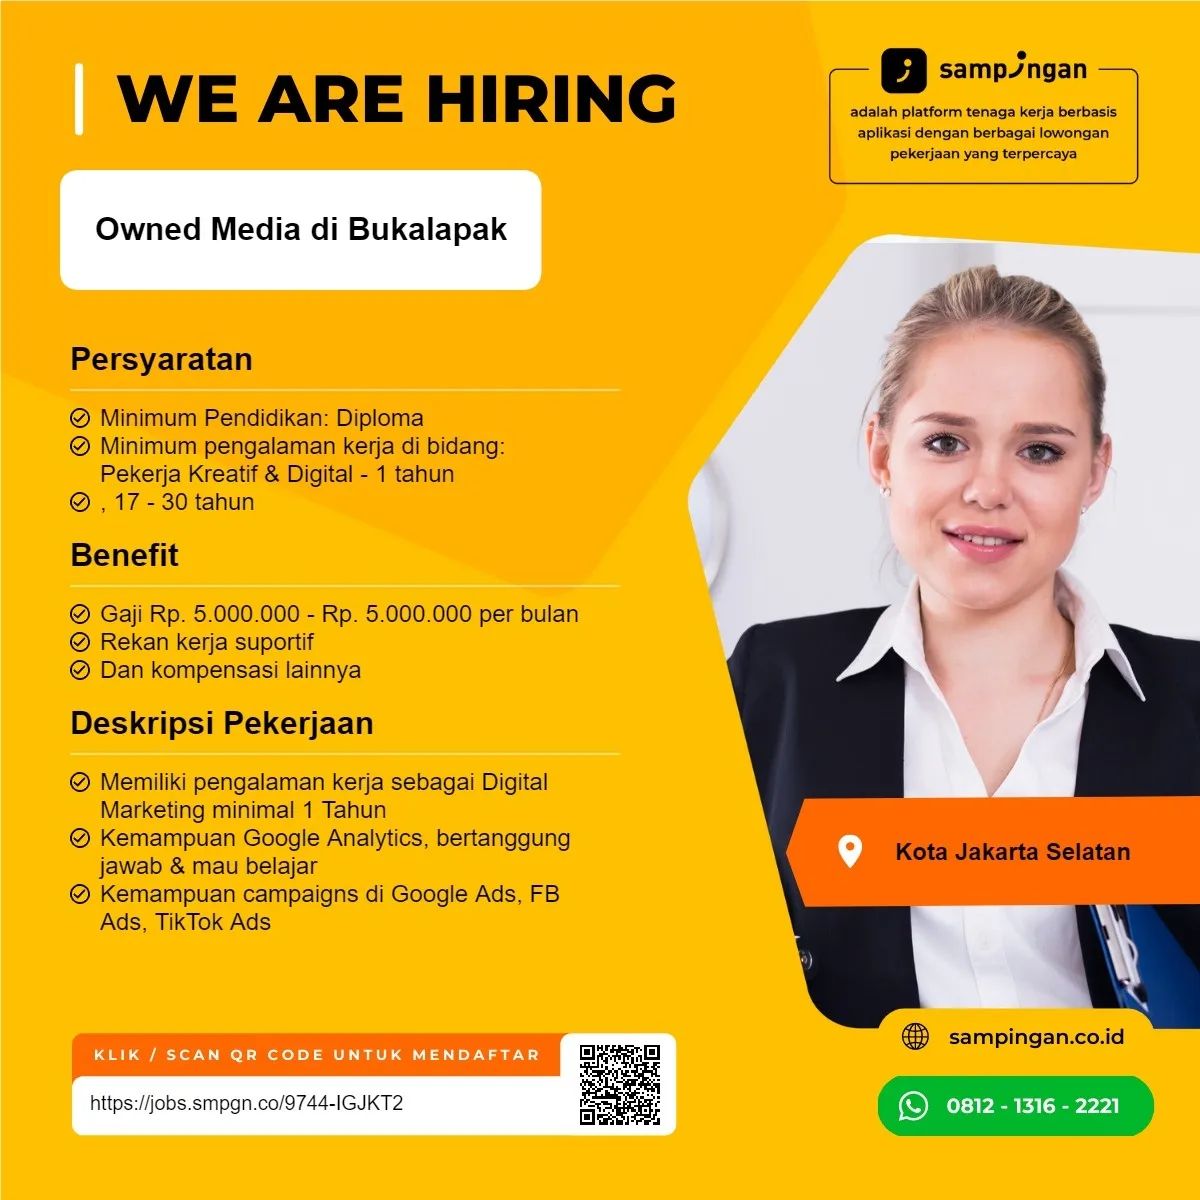 WE ARE HIRING
sampingan
adalah platform tenaga kerja berbasis
aplikasi dengan berbagai lowongan
pekerjaan yang terpercaya
Owned Media di Bukalapak
Persyaratan
Minimum Pendidikan: Diploma
Minimum pengalaman kerja di bidang:
Pekerja Kreatif & Digital - 1 tahun
, 17 - 30 tahun
Benefit
Gaji Rp. 5.000.000 - Rp. 5.000.000 per bulan
Rekan kerja suportif
Dan kompensasi lainnya
Deskripsi Pekerjaan
Memiliki pengalaman kerja sebagai Digital
Marketing minimal 1 Tahun
Kemampuan Google Analytics, bertanggung
jawab & mau belajar
Kemampuan campaigns di Google Ads, FB
Ads, TikTok Ads
Kota Jakarta Selatan
KLIK / SCAN QR CODE UNTUK MENDAFTAR
https://jobs.smpgn.co/9744-IGJKT2
sampingan.co.id
0812 - 1316 - 2221